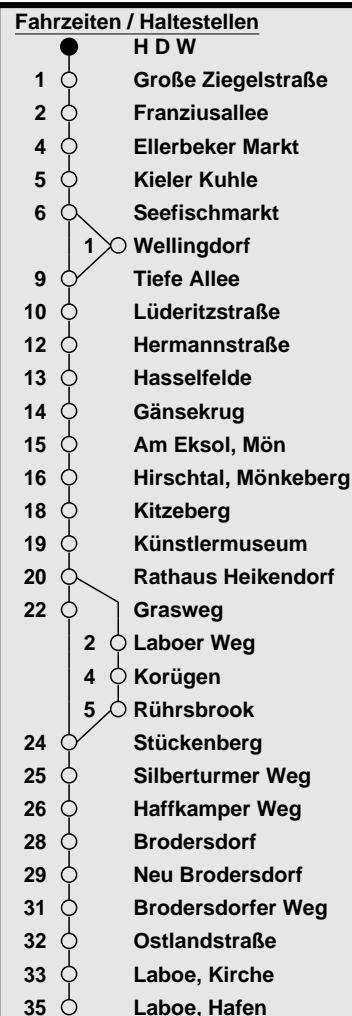 Fahrzeiten / Haltestellen
H D W
1 Große Ziegelstraße
2 Franziusallee
4 Ellerbeker Markt
5 Kieler Kuhle
6 Seefischmarkt
1 Wellingdorf
9 Tiefe Allee
10 Lüderitzstraße
12 Hermannstraße
13 Hasselfelde
14 Gänsekrug
15 Am Eksol, Mön
16 Hirschtal, Mönkeberg
18 Kitzeberg
19 Künstlermuseum
20 Rathaus Heikendorf
22 Grasweg
2 Laboer Weg
4 Korügen
5 Rührsbrook
24 Stückenberg
25 Silberturmer Weg
26 Haffkamper Weg
28 Brodersdorf
29 Neu Brodersdorf
31 Brodersdorfer Weg
32 Ostlandstraße
33 Laboe, Kirche
35 Laboe, Hafen